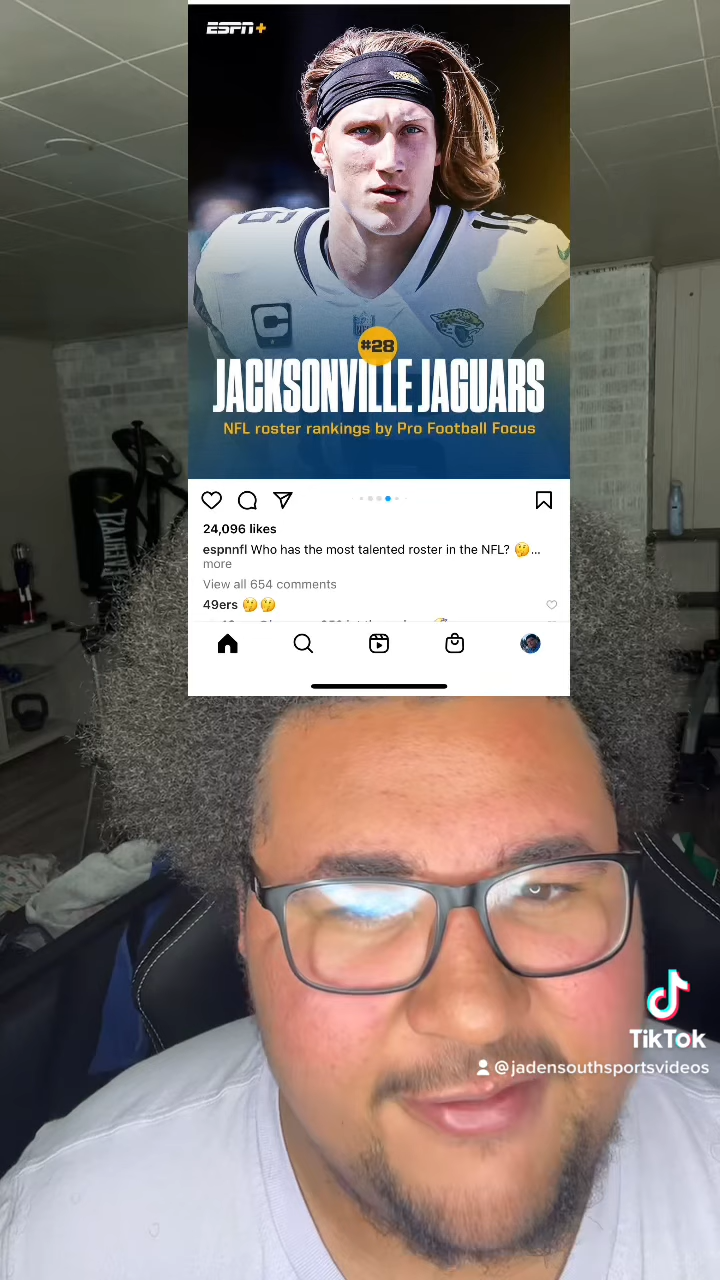 ESPN+
16
#28
JACKSONVILLE JAGUARS
NFL roster rankings by Pro Football Focus
24,096 likes
espnnfl Who has the most talented roster in the NFL? 🤔...
more
View all 654 comments
49ers 🤔🤔
TikTok
@jadensouthsportsvideos